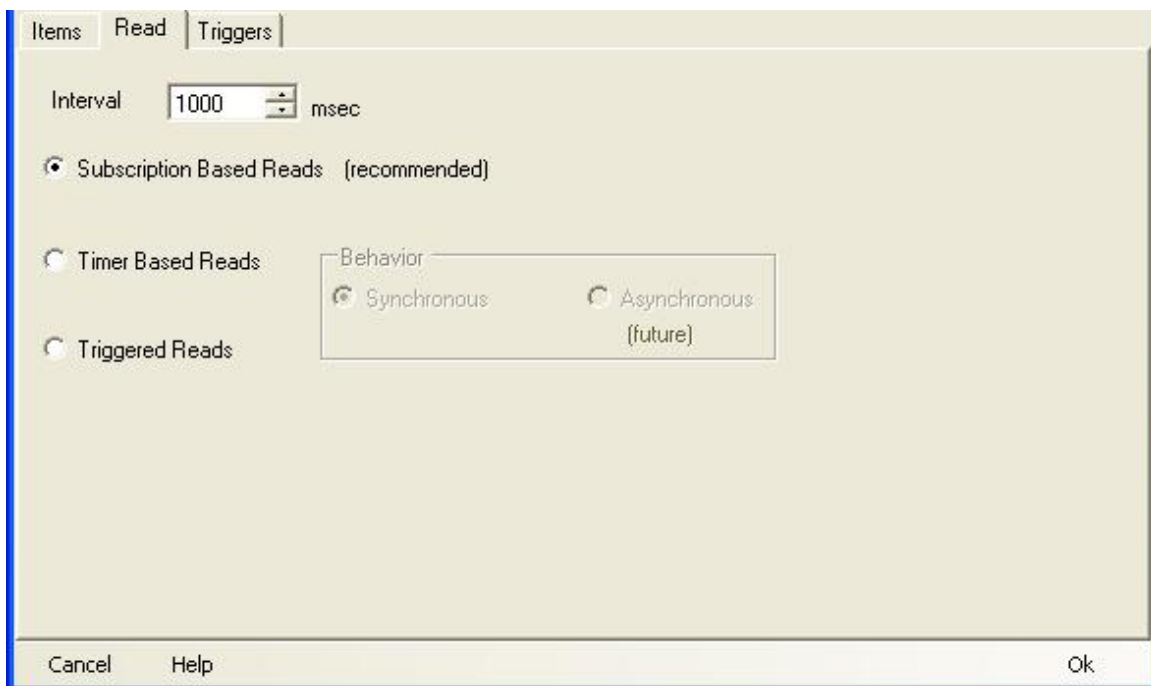 Items Read Triggers
Interval 1000 msec
Subscription Based Reads (recommended)
Timer Based Reads
Behavior
Synchronous Asynchronous
(future)
Triggered Reads
Cancel Help Ok